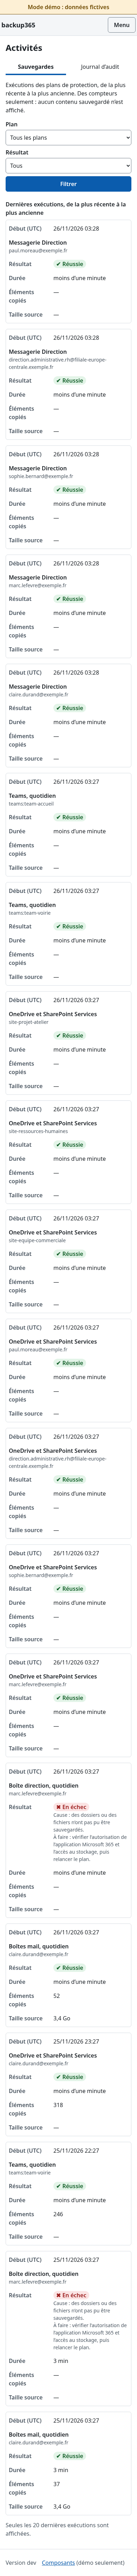 Mode démo : données fictives
backup365
Menu
Activités
Sauvegardes
Journal d'audit
Exécutions des plans de protection, de la plus
récente à la plus ancienne. Des compteurs
seulement : aucun contenu sauvegardé n'est
affiché.
Plan
Tous les plans
Résultat
Tous
Filtrer
Dernières exécutions, de la plus récente à la
plus ancienne
Début (UTC) 26/11/2026 03:28
Messagerie Direction
paul.moreau@exemple.fr
Résultat ✔ Réussie
Durée moins d'une minute
Éléments —
copiés
Taille source —
Début (UTC) 26/11/2026 03:28
Messagerie Direction
direction.administrative.rh@filiale-europe-
centrale.exemple.fr
Résultat ✔ Réussie
Durée moins d'une minute
Éléments —
copiés
Taille source —
Début (UTC) 26/11/2026 03:28
Messagerie Direction
sophie.bernard@exemple.fr
Résultat ✔ Réussie
Durée moins d'une minute
Éléments —
copiés
Taille source —
Début (UTC) 26/11/2026 03:28
Messagerie Direction
marc.lefevre@exemple.fr
Résultat ✔ Réussie
Durée moins d'une minute
Éléments —
copiés
Taille source —
Début (UTC) 26/11/2026 03:28
Messagerie Direction
claire.durand@exemple.fr
Résultat ✔ Réussie
Durée moins d'une minute
Éléments —
copiés
Taille source —
Début (UTC) 26/11/2026 03:27
Teams, quotidien
teams:team-accueil
Résultat ✔ Réussie
Durée moins d'une minute
Éléments —
copiés
Taille source —
Début (UTC) 26/11/2026 03:27
Teams, quotidien
teams:team-voirie
Résultat ✔ Réussie
Durée moins d'une minute
Éléments —
copiés
Taille source —
Début (UTC) 26/11/2026 03:27
OneDrive et SharePoint Services
site-projet-atelier
Résultat ✔ Réussie
Durée moins d'une minute
Éléments —
copiés
Taille source —
Début (UTC) 26/11/2026 03:27
OneDrive et SharePoint Services
site-ressources-humaines
Résultat ✔ Réussie
Durée moins d'une minute
Éléments —
copiés
Taille source —
Début (UTC) 26/11/2026 03:27
OneDrive et SharePoint Services
site-equipe-commerciale
Résultat ✔ Réussie
Durée moins d'une minute
Éléments —
copiés
Taille source —
Début (UTC) 26/11/2026 03:27
OneDrive et SharePoint Services
paul.moreau@exemple.fr
Résultat ✔ Réussie
Durée moins d'une minute
Éléments —
copiés
Taille source —
Début (UTC) 26/11/2026 03:27
OneDrive et SharePoint Services
direction.administrative.rh@filiale-europe-
centrale.exemple.fr
Résultat ✔ Réussie
Durée moins d'une minute
Éléments —
copiés
Taille source —
Début (UTC) 26/11/2026 03:27
OneDrive et SharePoint Services
sophie.bernard@exemple.fr
Résultat ✔ Réussie
Durée moins d'une minute
Éléments —
copiés
Taille source —
Début (UTC) 26/11/2026 03:27
OneDrive et SharePoint Services
marc.lefevre@exemple.fr
Résultat ✔ Réussie
Durée moins d'une minute
Éléments —
copiés
Taille source —
Début (UTC) 26/11/2026 03:27
Boîte direction, quotidien
marc.lefevre@exemple.fr
Résultat ✖ En échec
Cause : des dossiers ou des
fichiers n'ont pas pu être
sauvegardés.
À faire : vérifier l'autorisation de
l'application Microsoft 365 et
l'accès au stockage, puis
relancer le plan.
Durée moins d'une minute
Éléments —
copiés
Taille source —
Début (UTC) 26/11/2026 03:27
Boîtes mail, quotidien
claire.durand@exemple.fr
Résultat ✔ Réussie
Durée moins d'une minute
Éléments 52
copiés
Taille source 3,4 Go
Début (UTC) 25/11/2026 23:27
OneDrive et SharePoint Services
claire.durand@exemple.fr
Résultat ✔ Réussie
Durée moins d'une minute
Éléments 318
copiés
Taille source —
Début (UTC) 25/11/2026 22:27
Teams, quotidien
teams:team-voirie
Résultat ✔ Réussie
Durée moins d'une minute
Éléments 246
copiés
Taille source —
Début (UTC) 25/11/2026 03:27
Boîte direction, quotidien
marc.lefevre@exemple.fr
Résultat ✖ En échec
Cause : des dossiers ou des
fichiers n'ont pas pu être
sauvegardés.
À faire : vérifier l'autorisation de
l'application Microsoft 365 et
l'accès au stockage, puis
relancer le plan.
Durée 3 min
Éléments —
copiés
Taille source —
Début (UTC) 25/11/2026 03:27
Boîtes mail, quotidien
claire.durand@exemple.fr
Résultat ✔ Réussie
Durée 3 min
Éléments 37
copiés
Taille source 3,4 Go
Seules les 20 dernières exécutions sont
affichées.
Version dev Composants (démo seulement)